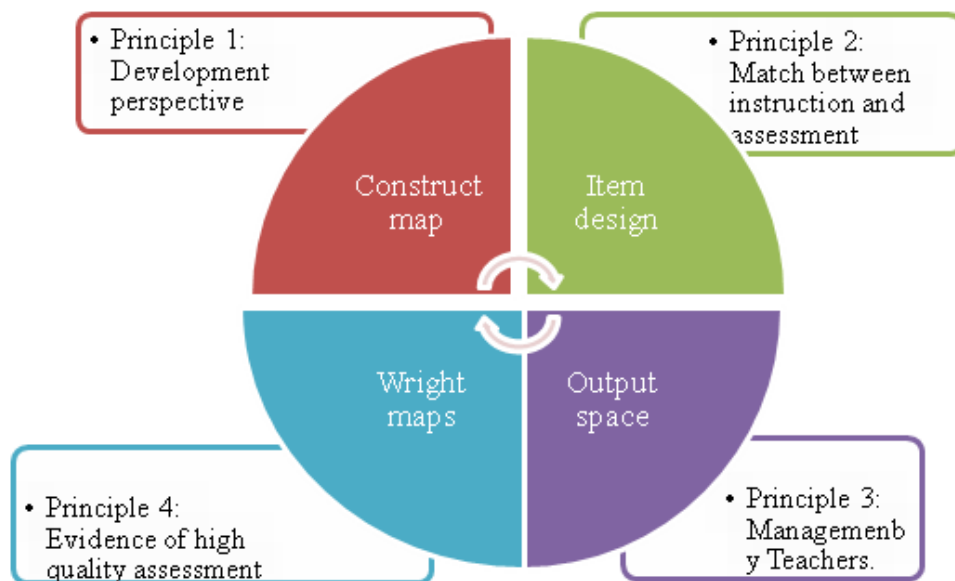 • Principle 1:
Development
perspective
• Principle 2:
Match between
instruction and
assessment
Construct
map
Item
design
Wright
maps
Output
space
• Principle 4:
Evidence of high
quality assessment
• Principle 3:
Managemenb
y Teachers.